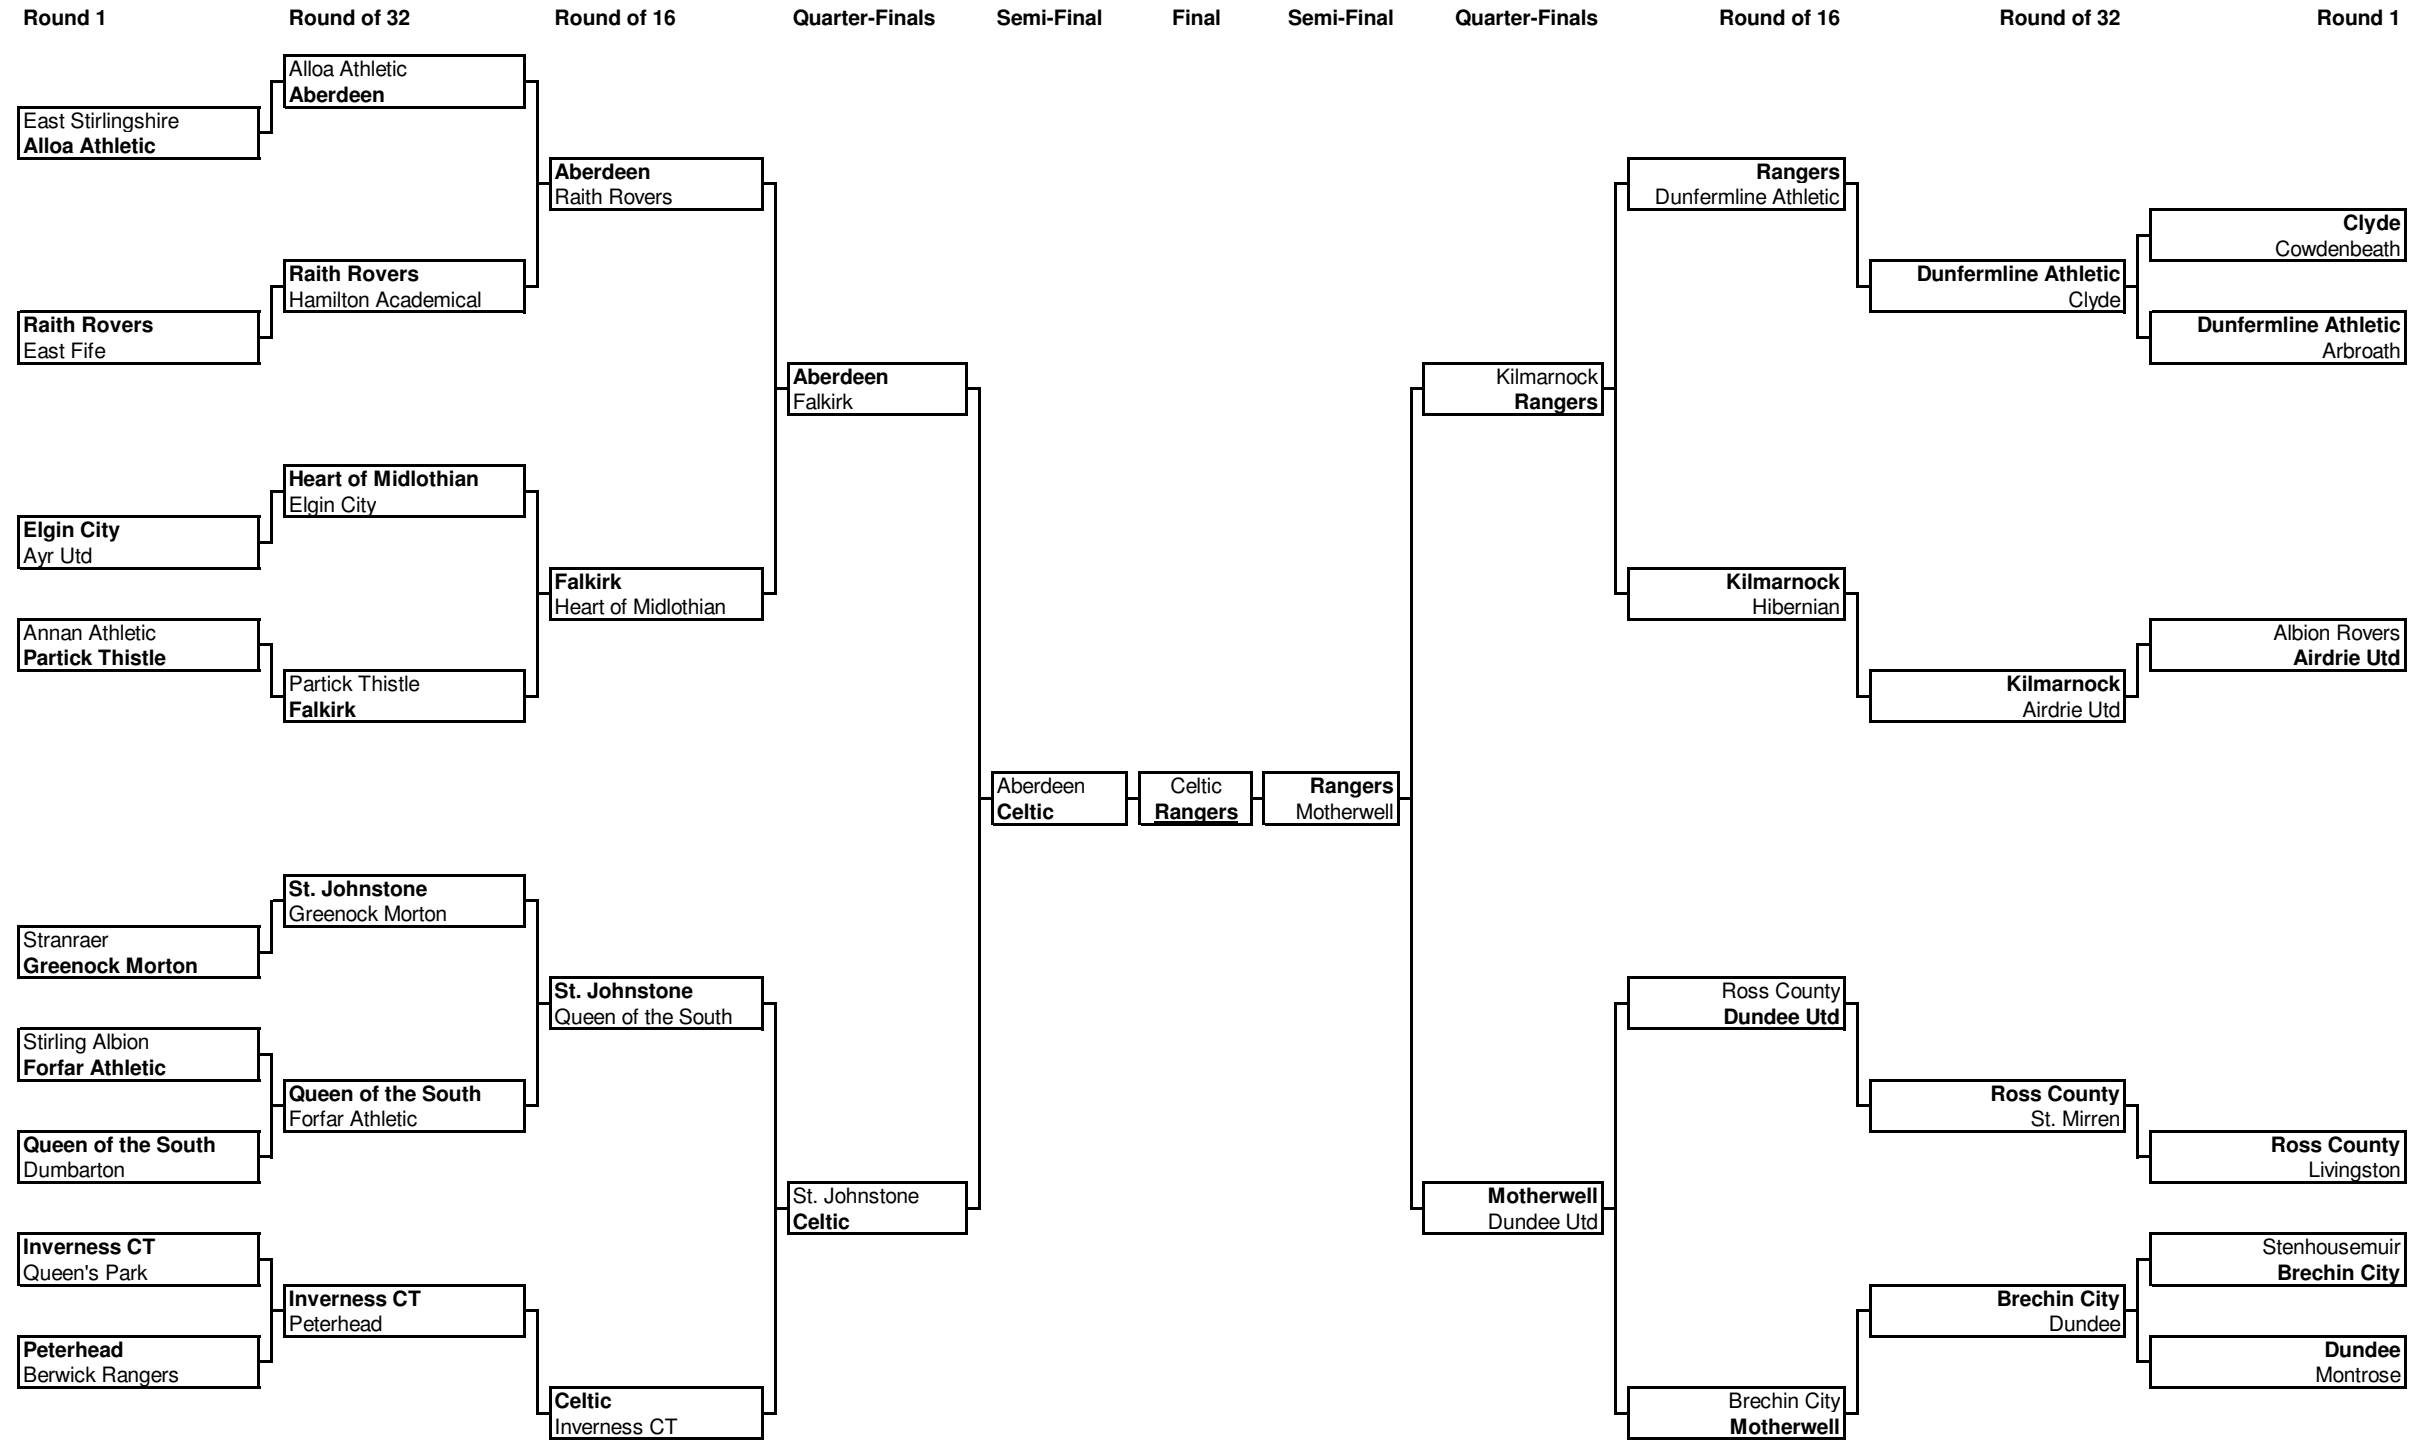 Round 1
Round of 32
Round of 16
Quarter-Finals
Semi-Final
Final
Semi-Final
Quarter-Finals
Round of 16
Round of 32
Round 1
East Stirlingshire
Alloa Athletic
Raith Rovers
East Fife
Elgin City
Ayr Utd
Annan Athletic
Partick Thistle
Stranraer
Greenock Morton
Stirling Albion
Forfar Athletic
Queen of the South
Dumbarton
Inverness CT
Queen's Park
Peterhead
Berwick Rangers
Alloa Athletic
Aberdeen
Raith Rovers
Hamilton Academical
Heart of Midlothian
Elgin City
Partick Thistle
Falkirk
St. Johnstone
Greenock Morton
Queen of the South
Forfar Athletic
Inverness CT
Peterhead
Aberdeen
Raith Rovers
Falkirk
Heart of Midlothian
St. Johnstone
Queen of the South
Celtic
Inverness CT
Aberdeen
Falkirk
St. Johnstone
Celtic
Aberdeen
Celtic
Celtic
Rangers
Rangers
Motherwell
Kilmarnock
Rangers
Motherwell
Dundee Utd
Rangers
Dunfermline Athletic
Kilmarnock
Hibernian
Ross County
Dundee Utd
Brechin City
Motherwell
Dunfermline Athletic
Clyde
Kilmarnock
Airdrie Utd
Ross County
St. Mirren
Brechin City
Dundee
Clyde
Cowdenbeath
Dunfermline Athletic
Arbroath
Albion Rovers
Airdrie Utd
Ross County
Livingston
Stenhousemuir
Brechin City
Dundee
Montrose